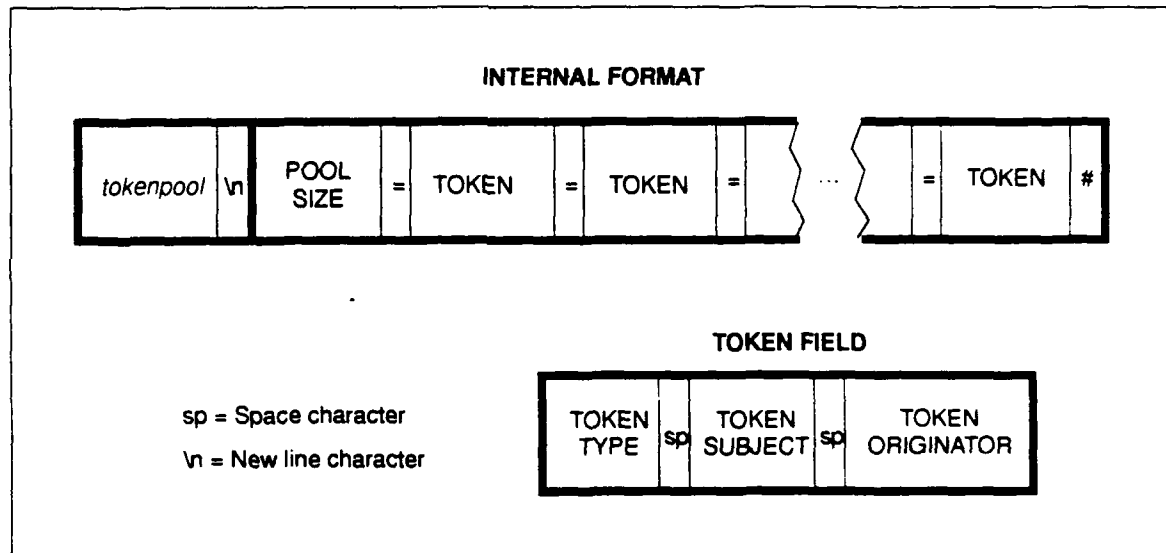 INTERNAL FORMAT
tokenpool \n POOL SIZE = TOKEN = TOKEN = ... = TOKEN #
TOKEN FIELD
sp = Space character
\n = New line character
TOKEN TYPE sp TOKEN SUBJECT sp TOKEN ORIGINATOR